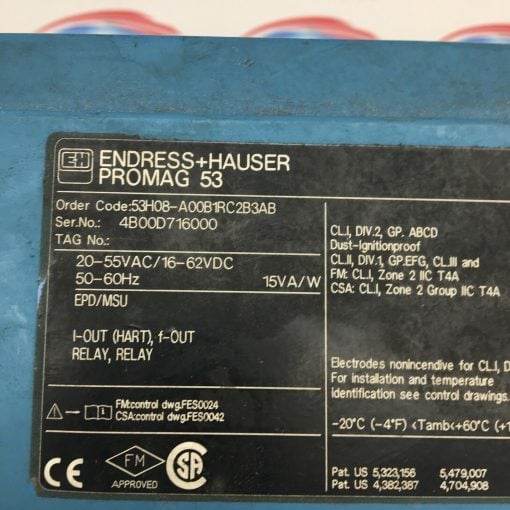 EH ENDRESS+HAUSER
PROMAG 53
Order Code:53H08-A00B1RC2B3AB
Ser.No.: 4B00D716000
TAG No.:
20-55VAC/16-62VDC
50-60Hz 15VA/W
EPD/MSU
I-OUT (HART), f-OUT
RELAY, RELAY
FM:control dwg.FES0024
CSA:control dwg.FES0042
CE FM APPROVED SA
CL.I, DIV.2, GP. ABCD
Dust-ignitionproof
CL.II, DIV.1, GP.EFG, CL.III and
FM: CL.I, Zone 2 IIC T4A
CSA: CL.I, Zone 2 Group IIC T4A
Electrodes nonincendive for CL.I, D
For installation and temperature
identification see control drawings.
-20°C (-4°F) <Tamb<+60°C (+1
Pat. US 5,323,156 5,479,007
Pat. US 4,382,387 4,704,908